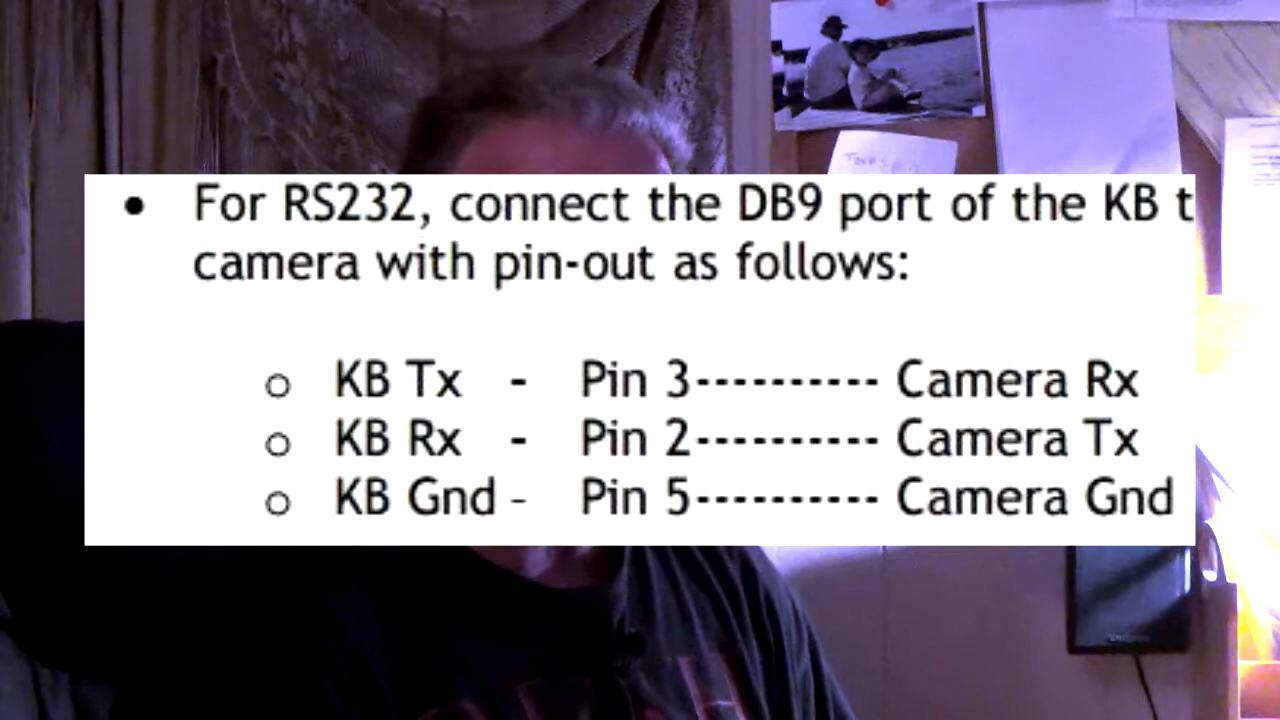 • For RS232, connect the DB9 port of the KB t
camera with pin-out as follows:
o KB Tx - Pin 3---------- Camera Rx
o KB Rx - Pin 2---------- Camera Tx
o KB Gnd - Pin 5---------- Camera Gnd